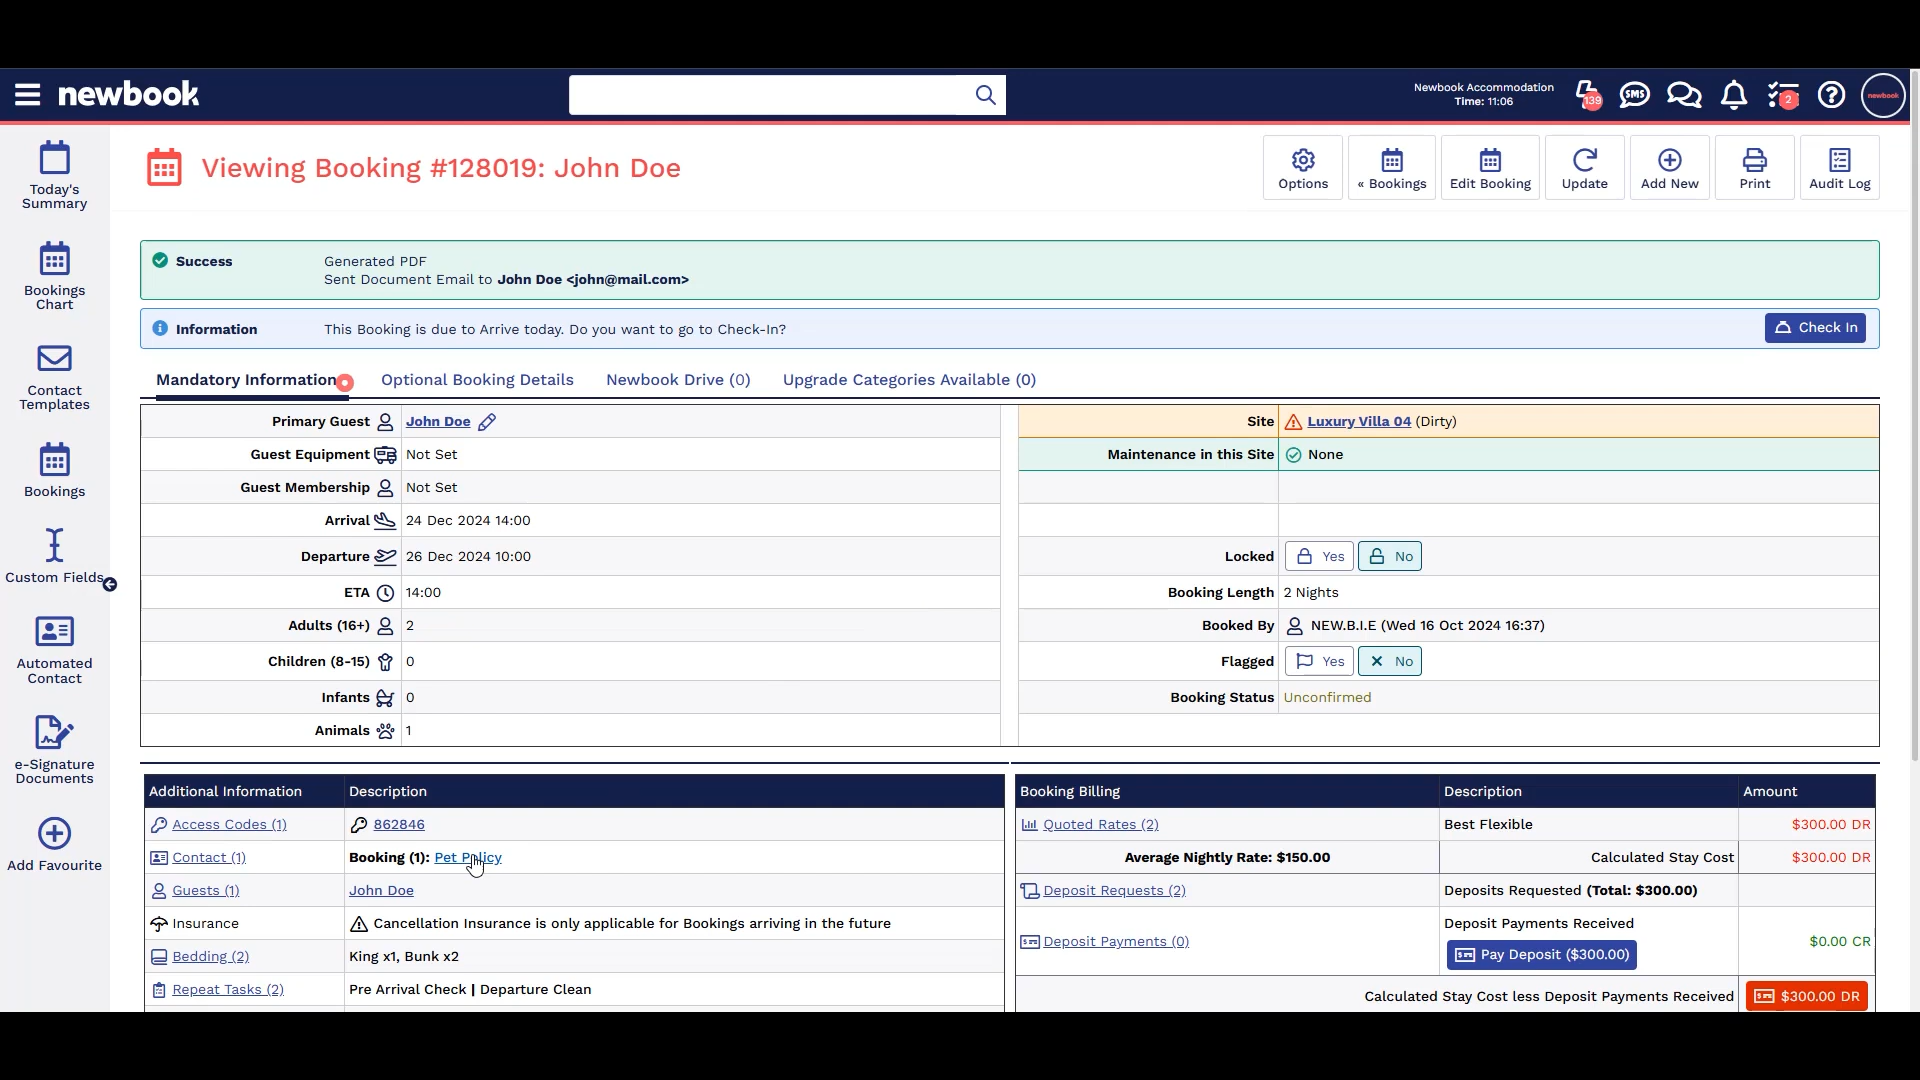 newbook
Newbook Accommodation
Time: 11:06
139
SMS
2
newbook
Today's
Summary
Bookings
Chart
Contact
Templates
Bookings
Custom Fields
Automated
Contact
e-Signature
Documents
Add Favourite
Viewing Booking #128019: John Doe
Options
« Bookings
Edit Booking
Update
Add New
Print
Audit Log
Success
Generated PDF
Sent Document Email to John Doe <john@mail.com>
Information
This Booking is due to Arrive today. Do you want to go to Check-In?
Check In
Mandatory Information
Optional Booking Details
Newbook Drive (0)
Upgrade Categories Available (0)
Primary Guest John Doe
Guest Equipment Not Set
Guest Membership Not Set
Arrival 24 Dec 2024 14:00
Departure 26 Dec 2024 10:00
ETA 14:00
Adults (16+) 2
Children (8-15) 0
Infants 0
Animals 1
Site Luxury Villa 04 (Dirty)
Maintenance in this Site None
Locked Yes No
Booking Length 2 Nights
Booked By NEW.B.I.E (Wed 16 Oct 2024 16:37)
Flagged Yes No
Booking Status Unconfirmed
Additional Information Description
Access Codes (1) 862846
Contact (1) Booking (1): Pet Policy
Guests (1) John Doe
Insurance Cancellation Insurance is only applicable for Bookings arriving in the future
Bedding (2) King x1, Bunk x2
Repeat Tasks (2) Pre Arrival Check | Departure Clean
Booking Billing Description Amount
Quoted Rates (2) Best Flexible $300.00 DR
Average Nightly Rate: $150.00 Calculated Stay Cost $300.00 DR
Deposit Requests (2) Deposits Requested (Total: $300.00)
Deposit Payments (0) Deposit Payments Received $0.00 CR
Pay Deposit ($300.00)
Calculated Stay Cost less Deposit Payments Received $300.00 DR